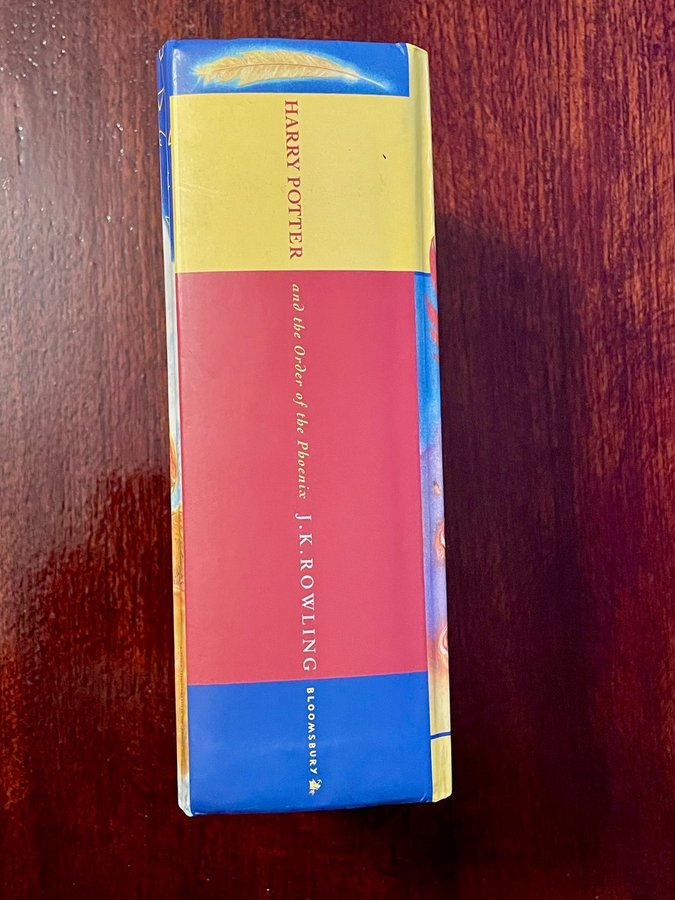 HARRY POTTER and the Order of the Phoenix J.K.ROWLING BLOOMSBURY